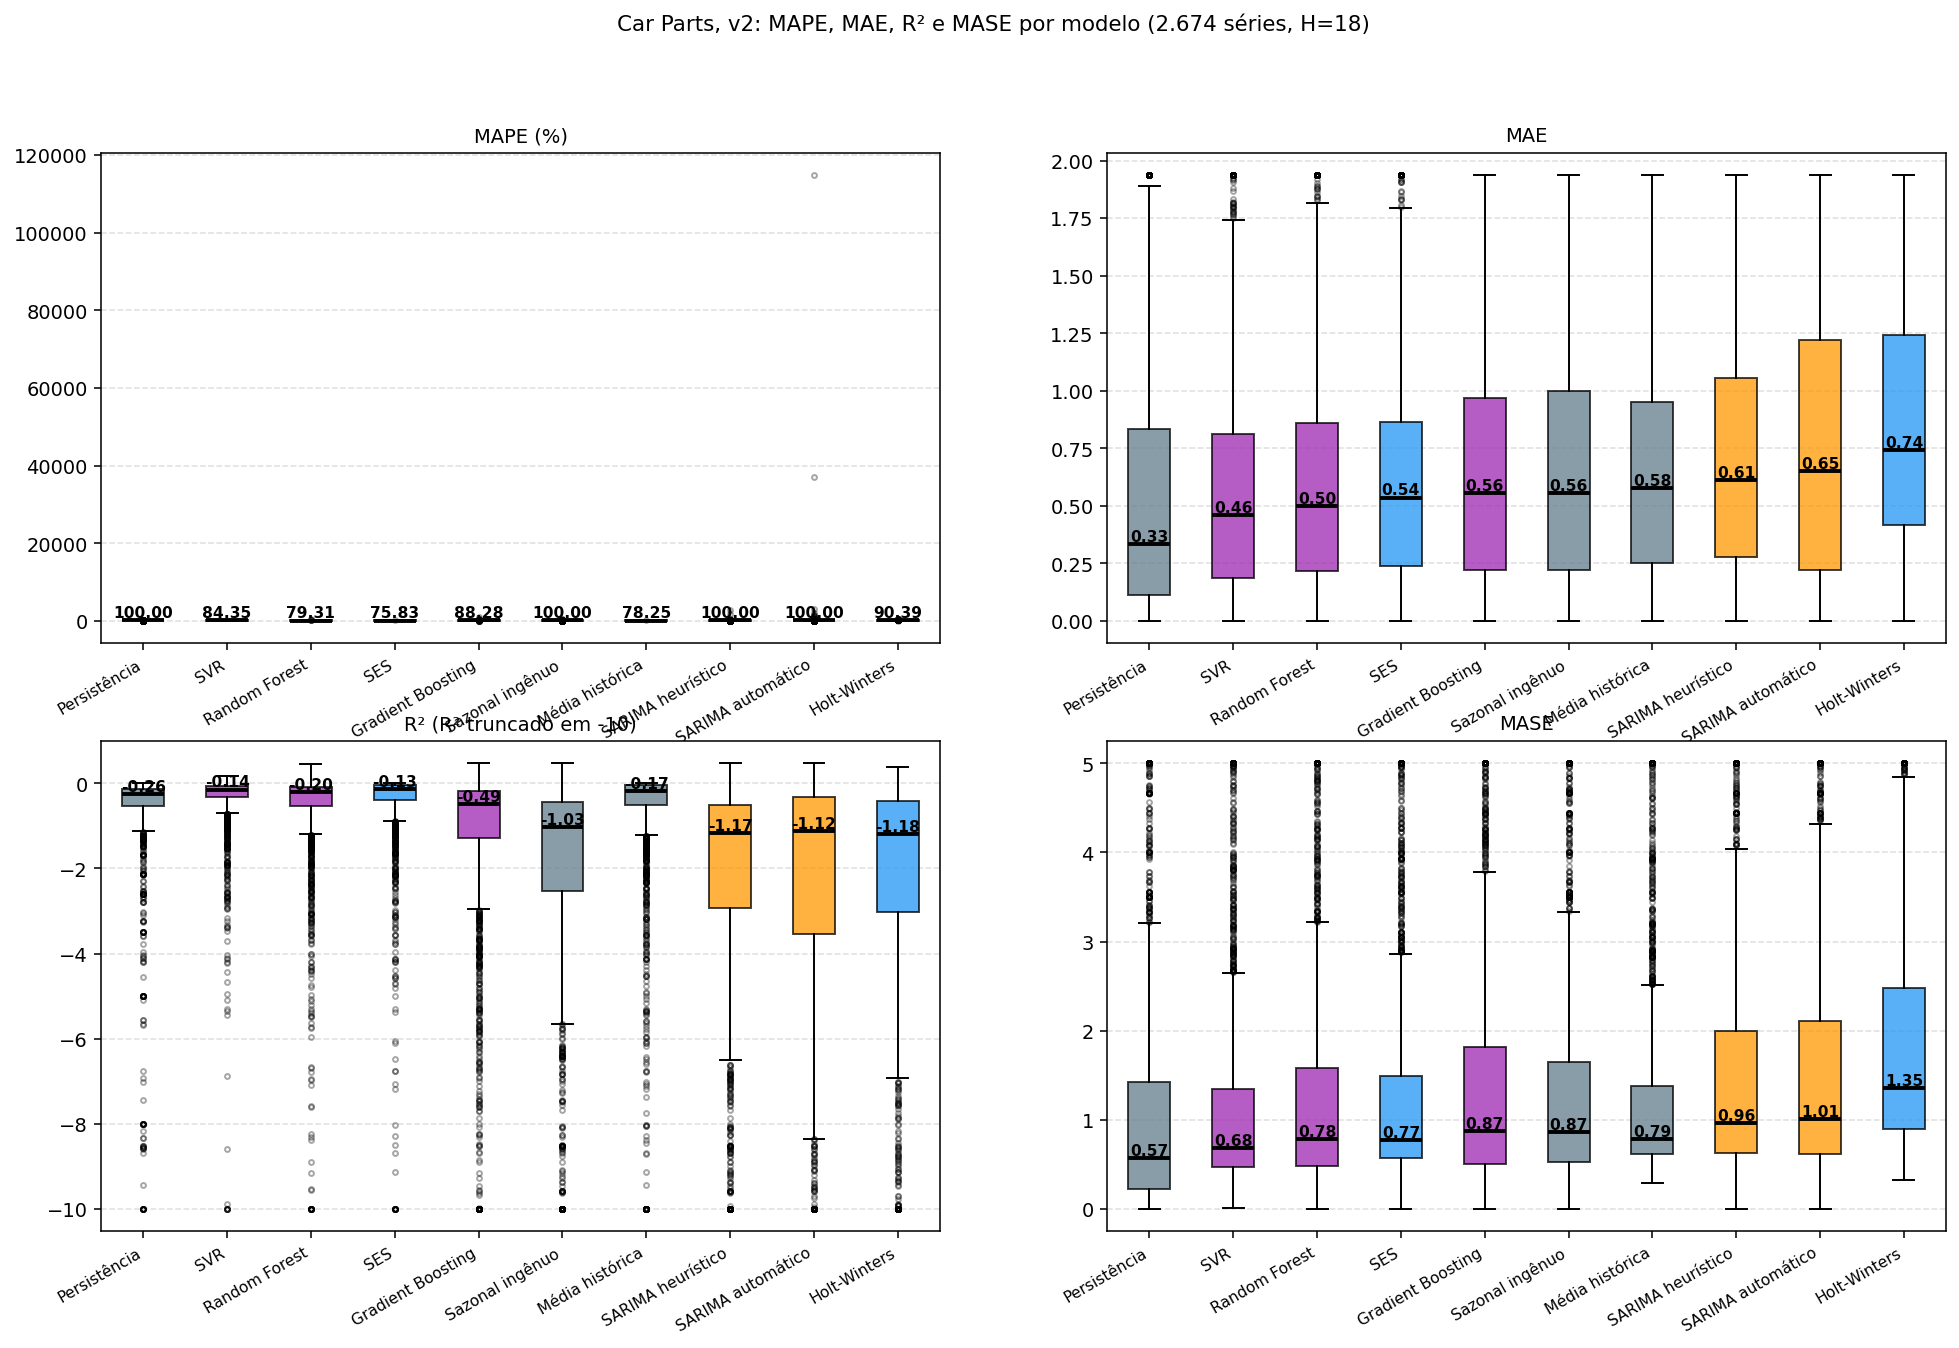 Car Parts, v2: MAPE, MAE, R² e MASE por modelo (2.674 séries, H=18)
MAPE (%)
120000
100000
80000
60000
40000
20000
0
100.00 84.35 79.31 75.83 88.28 100.00 78.25 100.00 100.00 90.39
Persistência SVR Random Forest SES Gradient Boosting Sazonal ingênuo Média histórica SARIMA heurístico SARIMA automático Holt-Winters
MAE
2.00
1.75
1.50
1.25
1.00
0.75
0.50
0.25
0.00
0.33 0.46 0.50 0.54 0.56 0.56 0.58 0.61 0.65 0.74
Persistência SVR Random Forest SES Gradient Boosting Sazonal ingênuo Média histórica SARIMA heurístico SARIMA automático Holt-Winters
R² (R² truncado em -10)
0
−2
−4
−6
−8
−10
-0.26 -0.14 -0.20 -0.13 -0.49 -1.03 -0.17 -1.17 -1.12 -1.18
Persistência SVR Random Forest SES Gradient Boosting Sazonal ingênuo Média histórica SARIMA heurístico SARIMA automático Holt-Winters
MASE
5
4
3
2
1
0
0.57 0.68 0.78 0.77 0.87 0.87 0.79 0.96 1.01 1.35
Persistência SVR Random Forest SES Gradient Boosting Sazonal ingênuo Média histórica SARIMA heurístico SARIMA automático Holt-Winters